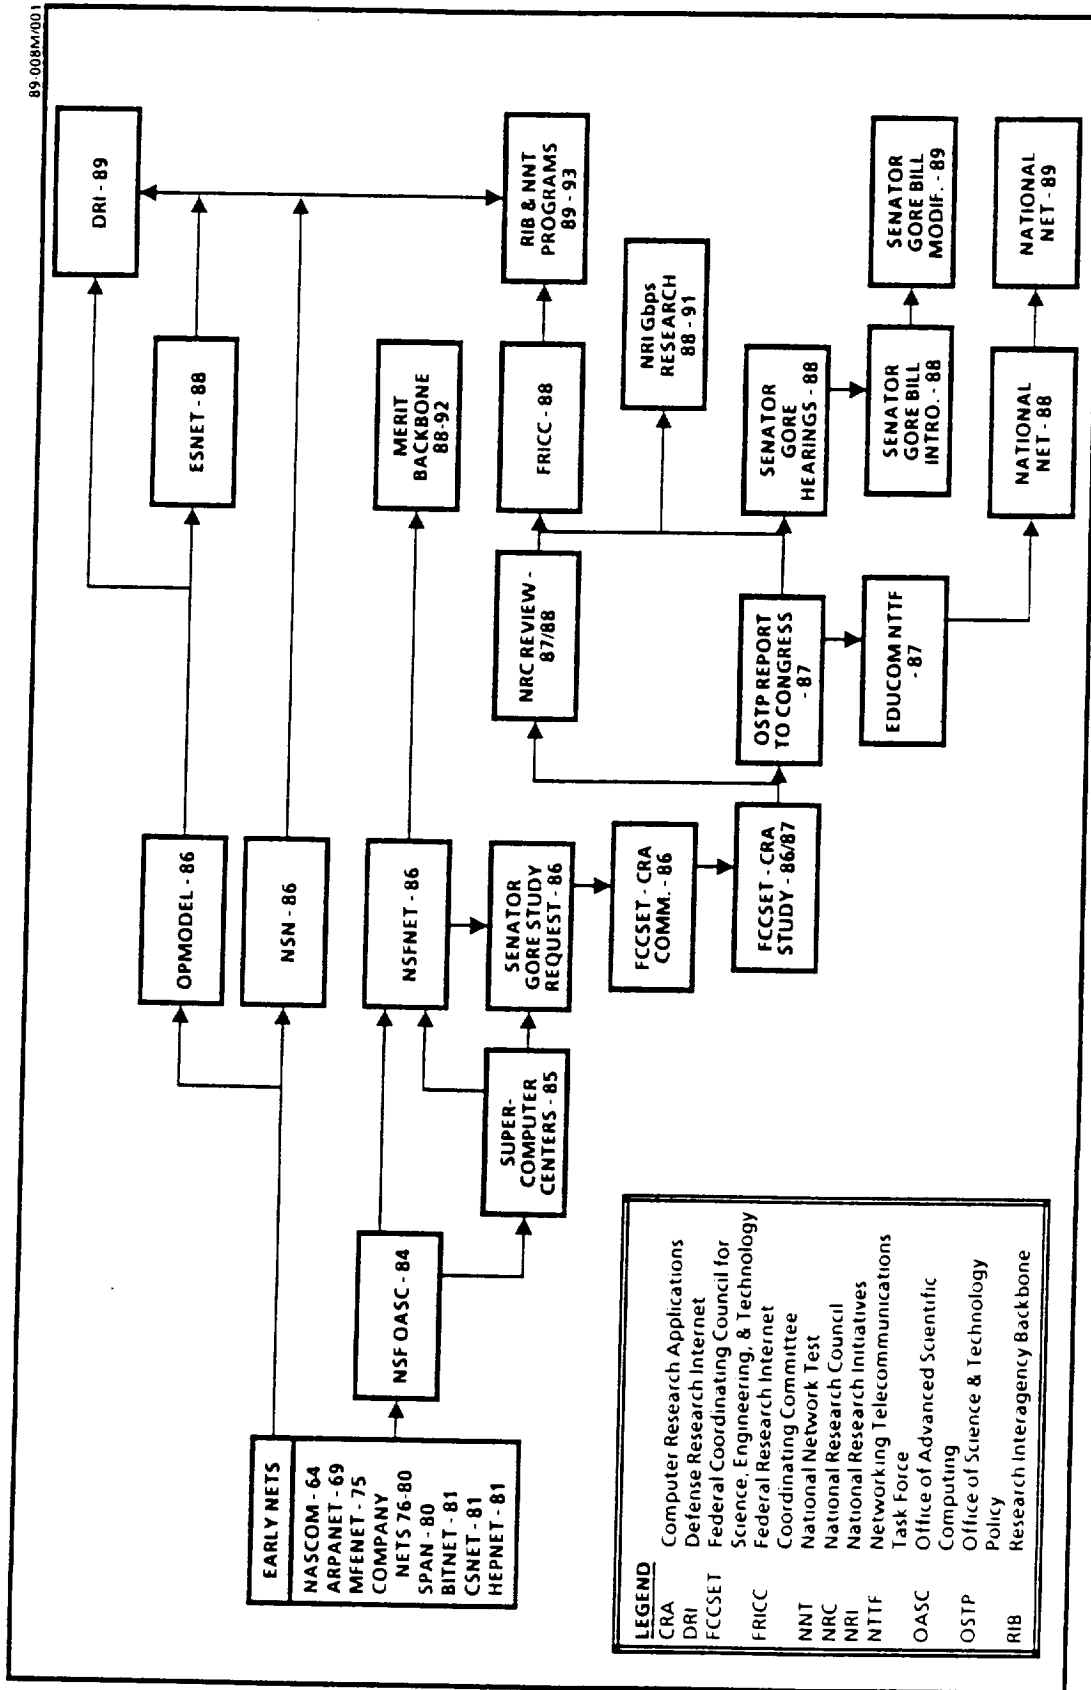 89-008M/001
EARLY NETS
NASCOM - 64
ARPANET - 69
MFENET - 75
COMPANY
NETS 76-80
SPAN - 80
BITNET - 81
CSNET - 81
HEPNET - 81
OPMODEL - 86
NSN - 86
ESNET - 88
DRI - 89
NSF OASC - 84
NSFNET - 86
MERIT
BACKBONE
88-92
SUPER-
COMPUTER
CENTERS - 85
SENATOR
GORE STUDY
REQUEST - 86
NRC REVIEW -
87/88
FRICC - 88
RIB & NNT
PROGRAMS
89 - 93
FCCSET - CRA
COMM. - 86
NRI Gbps
RESEARCH
88 - 91
FCCSET - CRA
STUDY - 86/87
OSTP REPORT
TO CONGRESS
- 87
SENATOR
GORE
HEARINGS - 88
EDUCOM NTTF
- 87
SENATOR
GORE BILL
INTRO. - 88
SENATOR
GORE BILL
MODIF. - 89
NATIONAL
NET - 88
NATIONAL
NET - 89
LEGEND
CRA Computer Research Applications
DRI Defense Research Internet
FCCSET Federal Coordinating Council for
Science, Engineering, & Technology
FRICC Federal Research Internet
Coordinating Committee
NNT National Network Test
NRC National Research Council
NRI National Research Initiatives
NTTF Networking Telecommunications
Task Force
OASC Office of Advanced Scientific
Computing
OSTP Office of Science & Technology
Policy
RIB Research Interagency Backbone